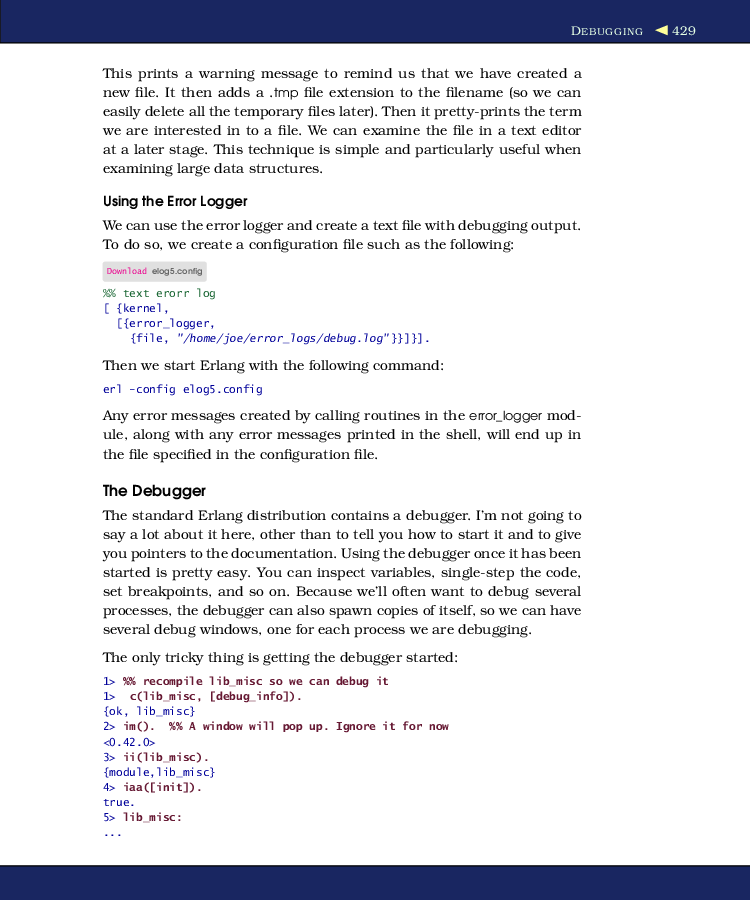 DEBUGGING ◀ 429
This prints a warning message to remind us that we have created a
new file. It then adds a .tmp file extension to the filename (so we can
easily delete all the temporary files later). Then it pretty-prints the term
we are interested in to a file. We can examine the file in a text editor
at a later stage. This technique is simple and particularly useful when
examining large data structures.
Using the Error Logger
We can use the error logger and create a text file with debugging output.
To do so, we create a configuration file such as the following:
Download elog5.config
%% text erorr log
[ {kernel,
  [{error_logger,
    {file, "/home/joe/error_logs/debug.log"}}]}].
Then we start Erlang with the following command:
erl -config elog5.config
Any error messages created by calling routines in the error_logger mod-
ule, along with any error messages printed in the shell, will end up in
the file specified in the configuration file.
The Debugger
The standard Erlang distribution contains a debugger. I'm not going to
say a lot about it here, other than to tell you how to start it and to give
you pointers to the documentation. Using the debugger once it has been
started is pretty easy. You can inspect variables, single-step the code,
set breakpoints, and so on. Because we'll often want to debug several
processes, the debugger can also spawn copies of itself, so we can have
several debug windows, one for each process we are debugging.
The only tricky thing is getting the debugger started:
1> %% recompile lib_misc so we can debug it
1>  c(lib_misc, [debug_info]).
{ok, lib_misc}
2> im().  %% A window will pop up. Ignore it for now
<0.42.0>
3> ii(lib_misc).
{module,lib_misc}
4> iaa([init]).
true.
5> lib_misc:
...